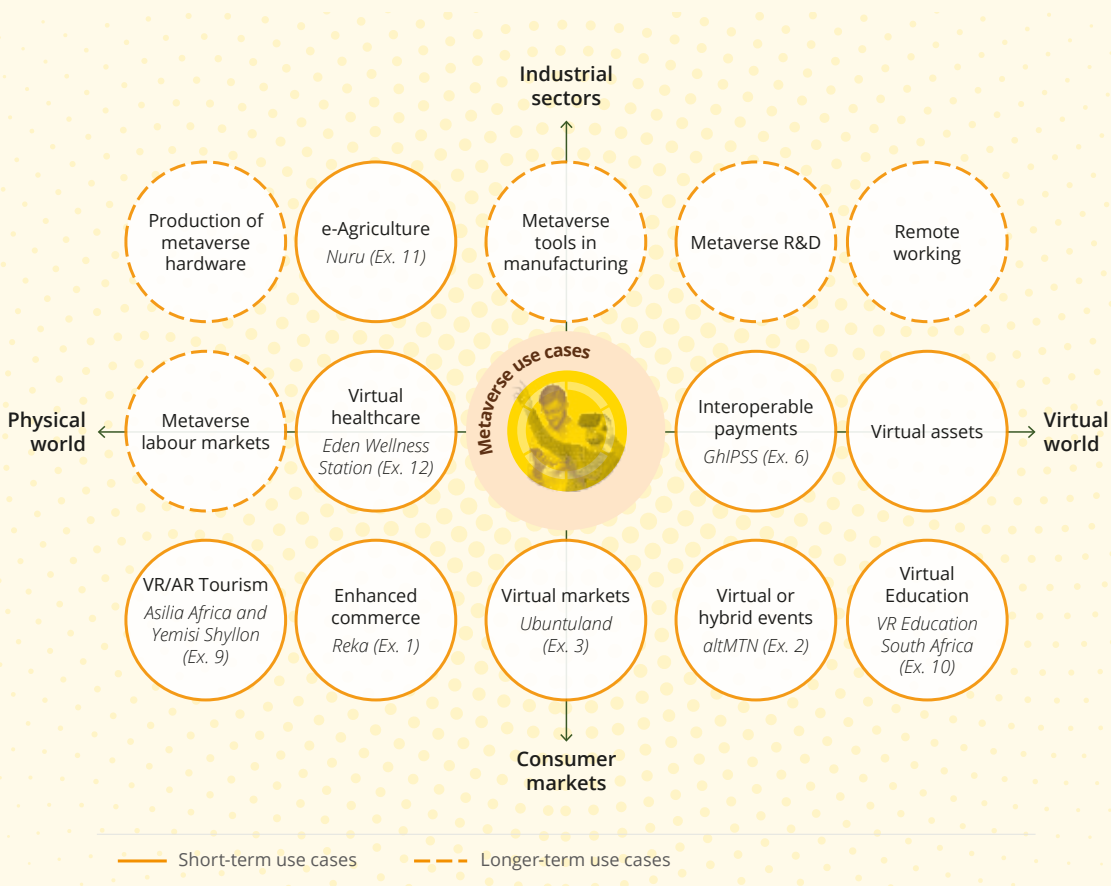 Industrial
sectors
Production of
metaverse
hardware
e-Agriculture
Nuru (Ex. 11)
Metaverse
tools in
manufacturing
Metaverse R&D
Remote
working
Metaverse use cases
Physical
world
Metaverse
labour markets
Virtual
healthcare
Eden Wellness
Station (Ex. 12)
Interoperable
payments
GhIPSS (Ex. 6)
Virtual assets
Virtual
world
VR/AR Tourism
Asilia Africa and
Yemisi Shyllon
(Ex. 9)
Enhanced
commerce
Reka (Ex. 1)
Virtual markets
Ubuntuland
(Ex. 3)
Virtual or
hybrid events
altMTN (Ex. 2)
Virtual
Education
VR Education
South Africa
(Ex. 10)
Consumer
markets
Short-term use cases
Longer-term use cases